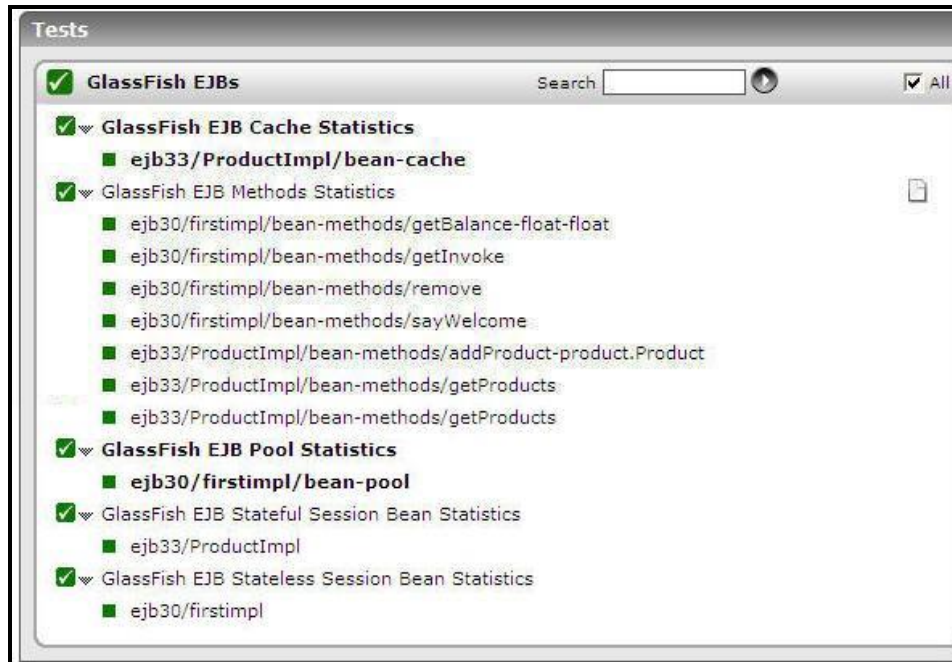 Tests
GlassFish EJBs Search All
GlassFish EJB Cache Statistics
ejb33/ProductImpl/bean-cache
GlassFish EJB Methods Statistics
ejb30/firstimpl/bean-methods/getBalance-float-float
ejb30/firstimpl/bean-methods/getInvoke
ejb30/firstimpl/bean-methods/remove
ejb30/firstimpl/bean-methods/sayWelcome
ejb33/ProductImpl/bean-methods/addProduct-product.Product
ejb33/ProductImpl/bean-methods/getProducts
ejb33/ProductImpl/bean-methods/getProducts
GlassFish EJB Pool Statistics
ejb30/firstimpl/bean-pool
GlassFish EJB Stateful Session Bean Statistics
ejb33/ProductImpl
GlassFish EJB Stateless Session Bean Statistics
ejb30/firstimpl